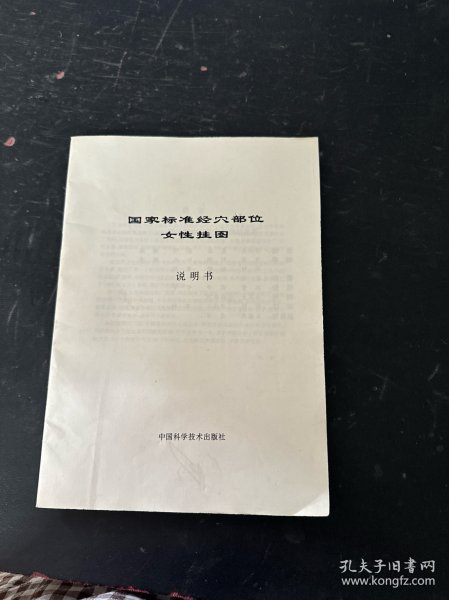 国家标准经穴部位
女性挂图
说明书
中国科学技术出版社
孔夫子旧书网
www.kongfz.com